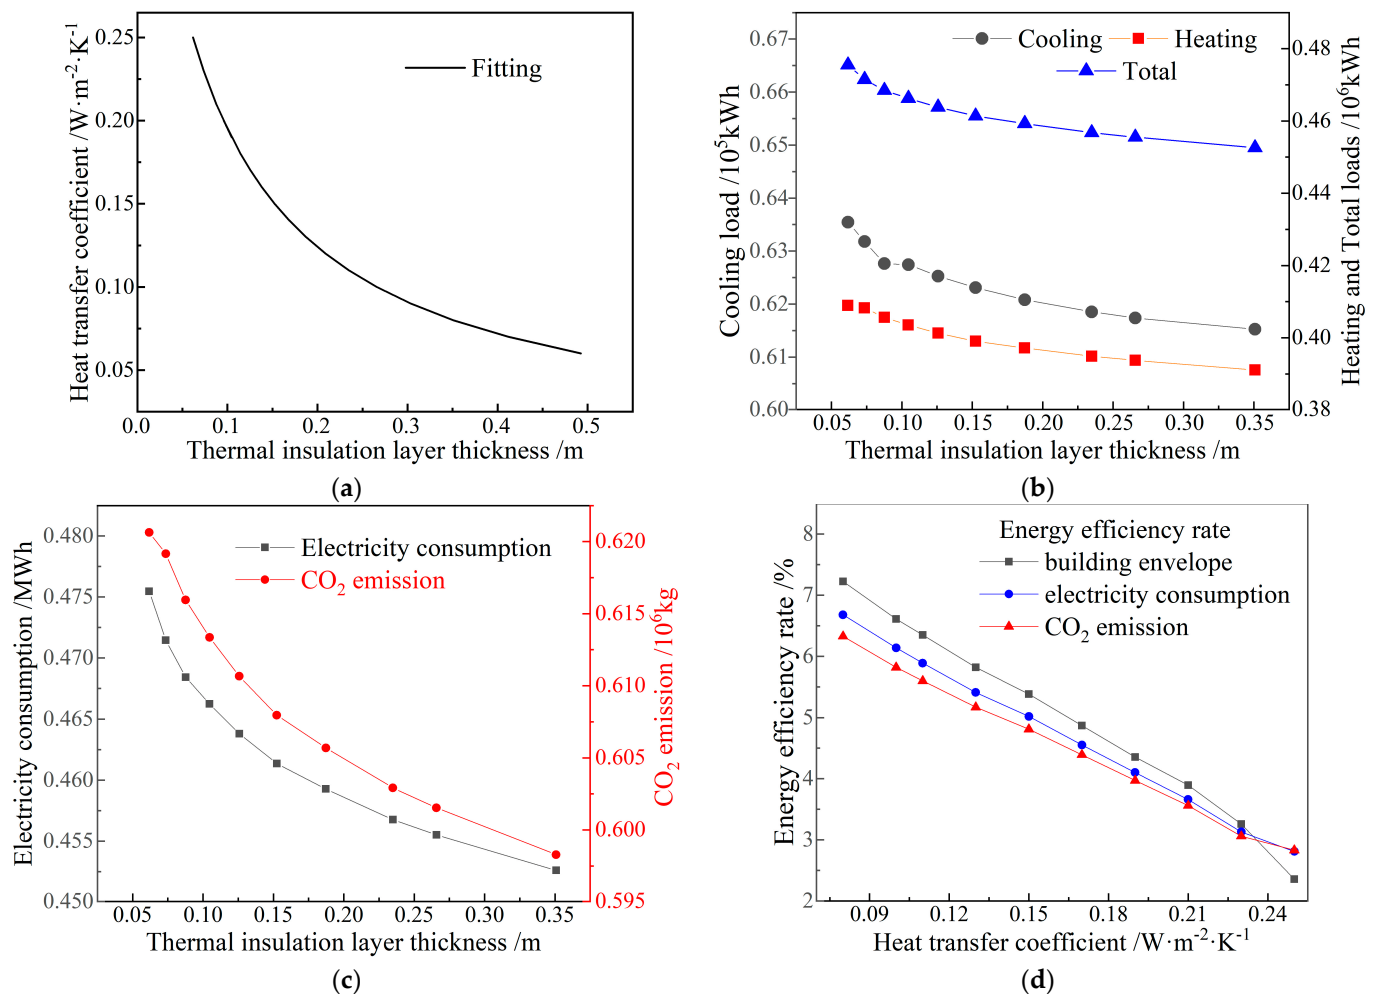 Heat transfer coefficient /W·m⁻²·K⁻¹
0.25
0.20
0.15
0.10
0.05
Fitting
0.0 0.1 0.2 0.3 0.4 0.5
Thermal insulation layer thickness /m
(a)
Cooling load /10⁵kWh
0.67
0.66
0.65
0.64
0.63
0.62
0.61
0.60
Cooling Heating
Total
0.48
0.46
0.44
0.42
0.40
0.38
Heating and Total loads /10⁶kWh
0.05 0.10 0.15 0.20 0.25 0.30 0.35
Thermal insulation layer thickness /m
(b)
Electricity consumption /MWh
0.480
0.475
0.470
0.465
0.460
0.455
0.450
Electricity consumption
CO₂ emission
0.620
0.615
0.610
0.605
0.600
0.595
CO₂ emission /10⁶kg
0.05 0.10 0.15 0.20 0.25 0.30 0.35
Thermal insulation layer thickness /m
(c)
Energy efficiency rate /%
8
7
6
5
4
3
2
Energy efficiency rate
building envelope
electricity consumption
CO₂ emission
0.09 0.12 0.15 0.18 0.21 0.24
Heat transfer coefficient /W·m⁻²·K⁻¹
(d)